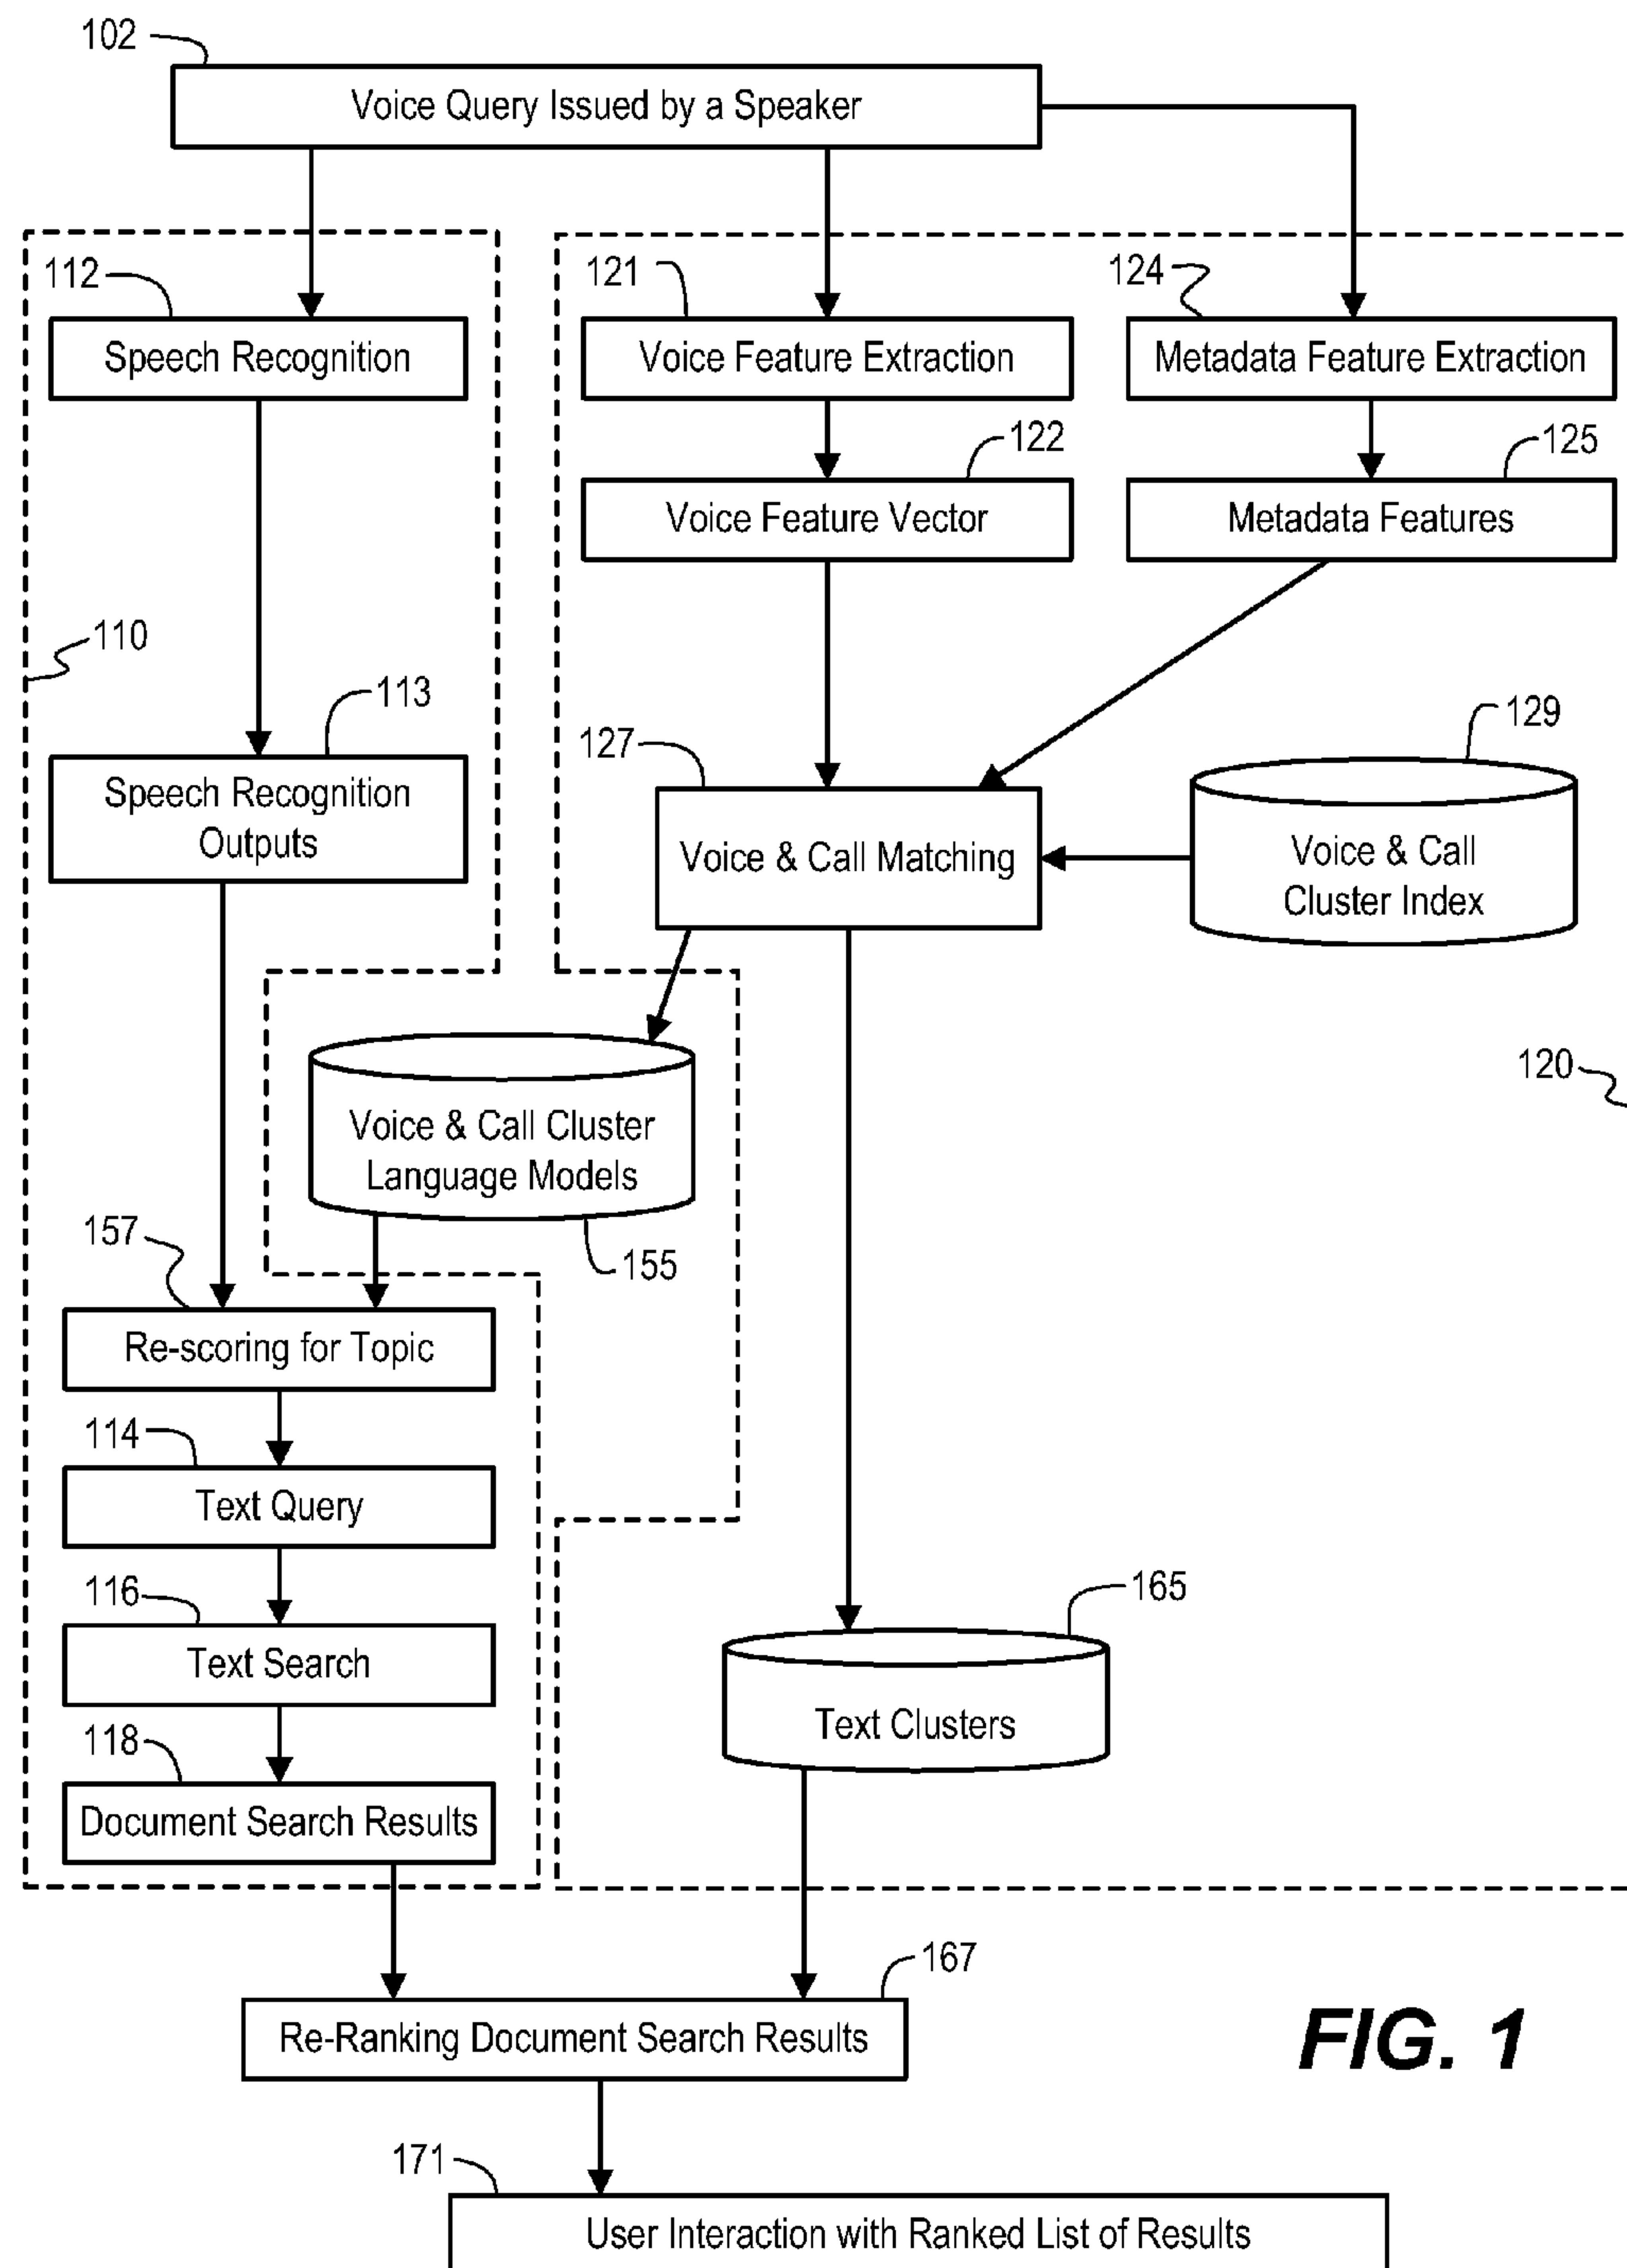 102
Voice Query Issued by a Speaker
112
121
124
Speech Recognition
Voice Feature Extraction
Metadata Feature Extraction
122
125
Voice Feature Vector
Metadata Features
110
113
127
129
Speech Recognition
Outputs
Voice & Call Matching
Voice & Call
Cluster Index
120
Voice & Call Cluster
Language Models
157
155
Re-scoring for Topic
114
Text Query
116
165
Text Search
Text Clusters
118
Document Search Results
167
Re-Ranking Document Search Results
FIG. 1
171
User Interaction with Ranked List of Results